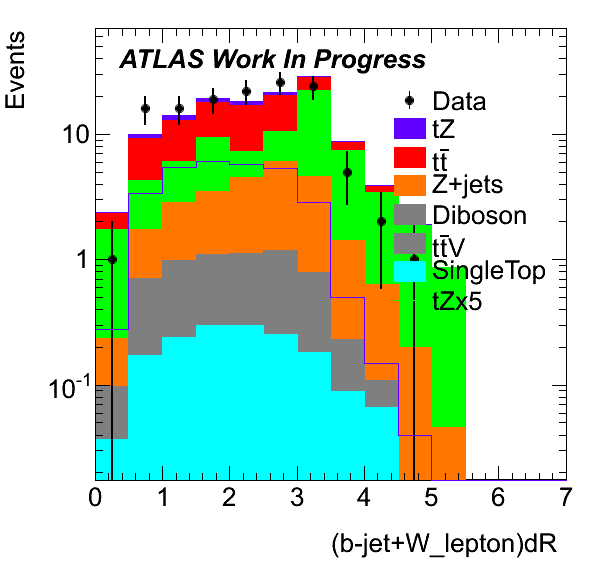 Events
ATLAS Work In Progress
Data
tZ
tt̄
Z+jets
Diboson
tt̄V
SingleTop
tZx5
10
1
10⁻¹
0 1 2 3 4 5 6 7
(b-jet+W_lepton)dR